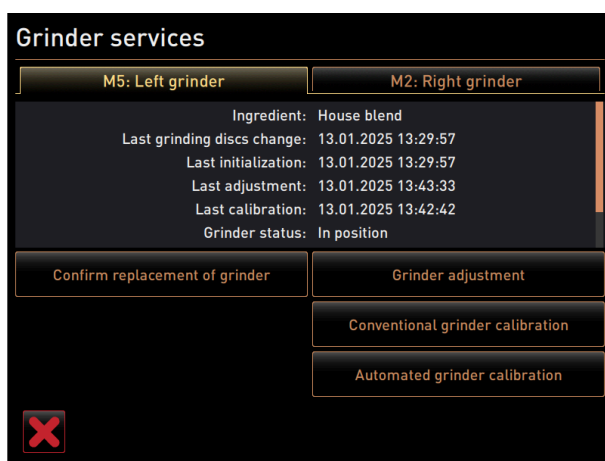 Grinder services
M5: Left grinder
M2: Right grinder
Ingredient: House blend
Last grinding discs change: 13.01.2025 13:29:57
Last initialization: 13.01.2025 13:29:57
Last adjustment: 13.01.2025 13:43:33
Last calibration: 13.01.2025 13:42:42
Grinder status: In position
Confirm replacement of grinder
Grinder adjustment
Conventional grinder calibration
Automated grinder calibration